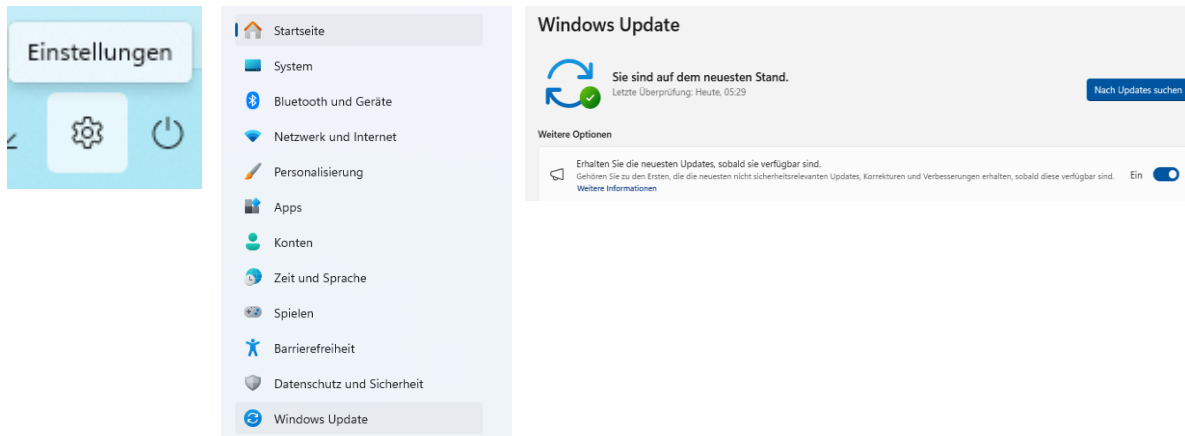 Einstellungen
Startseite
System
Bluetooth und Geräte
Netzwerk und Internet
Personalisierung
Apps
Konten
Zeit und Sprache
Spielen
Barrierefreiheit
Datenschutz und Sicherheit
Windows Update
Windows Update
Sie sind auf dem neuesten Stand.
Letzte Überprüfung: Heute, 05:29
Nach Updates suchen
Weitere Optionen
Erhalten Sie die neuesten Updates, sobald sie verfügbar sind.
Gehören Sie zu den Ersten, die die neuesten nicht sicherheitsrelevanten Updates, Korrekturen und Verbesserungen erhalten, sobald diese verfügbar sind.
Ein
Weitere Informationen